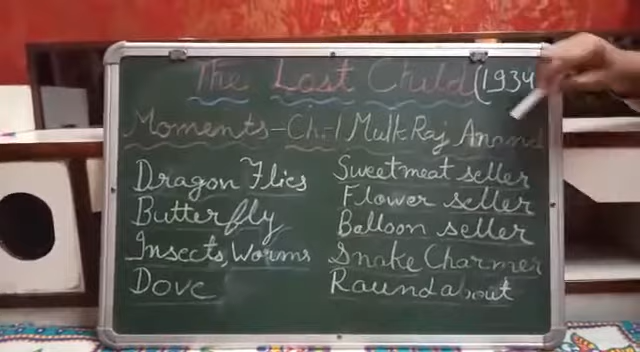 The Lost Child (1934
Moments-Ch-1 Mulk Raj Anand
Dragon Flies
Butterfly
Insects, Worms
Dove
Sweetmeat seller
Flower seller
Balloon seller
Snake Charmer
Raundabout